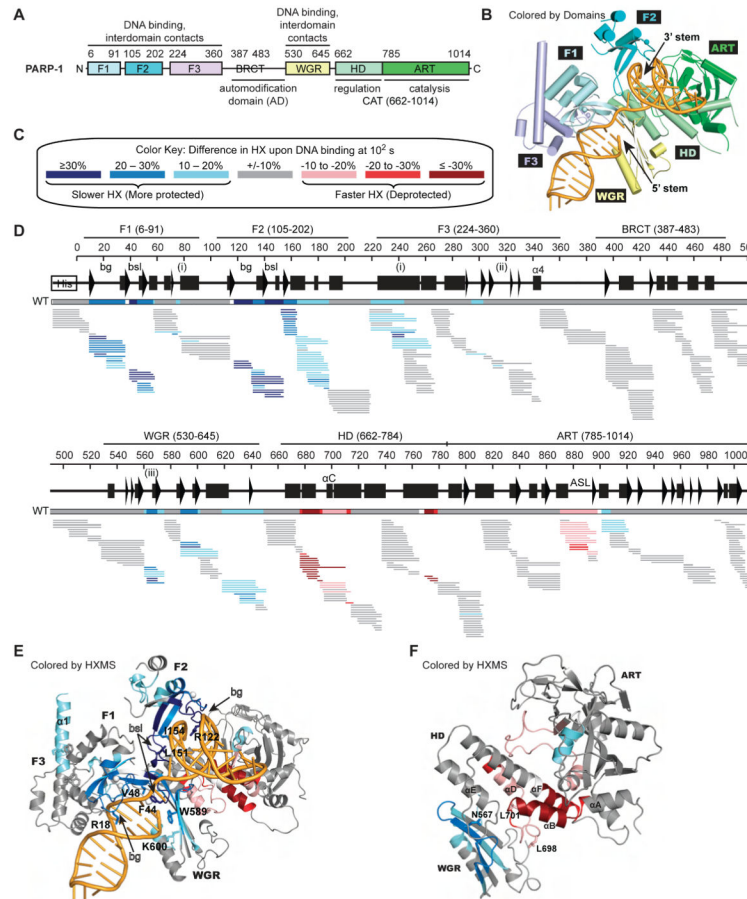 A
DNA binding,
interdomain contacts
DNA binding,
interdomain
contacts
6 91 105 202 224 360 387 483 530 645 662 785 1014
PARP-1 N F1 F2 F3 BRCT WGR HD ART C
automodification
domain (AD)
regulation catalysis
CAT (662-1014)
B Colored by Domains
F2
3' stem
ART
F1
F3
HD
WGR
5' stem
C
Color Key: Difference in HX upon DNA binding at 10² s
≥30% 20 – 30% 10 – 20% +/-10% -10 to -20% -20 to -30% ≤ -30%
Slower HX (More protected) Faster HX (Deprotected)
D
F1 (6-91) F2 (105-202) F3 (224-360) BRCT (387-483)
0 20 40 60 80 100 120 140 160 180 200 220 240 260 280 300 320 340 360 380 400 420 440 460 480 500
bg bsl (i) bg bsl (i) (ii) α4
His
WT
WGR (530-645) HD (662-784) ART (785-1014)
500 520 540 560 580 600 620 640 660 680 700 720 740 760 780 800 820 840 860 880 900 920 940 960 980 1000
(iii) αC ASL
WT
E Colored by HXMS
F2
bg
α1
F1
bsl
I154
R122
F3
L151
V48
F44
W589
R18
K600
bg
WGR
F Colored by HXMS
ART
HD
αE αD αF αA
N567 L701 αB
L698
WGR